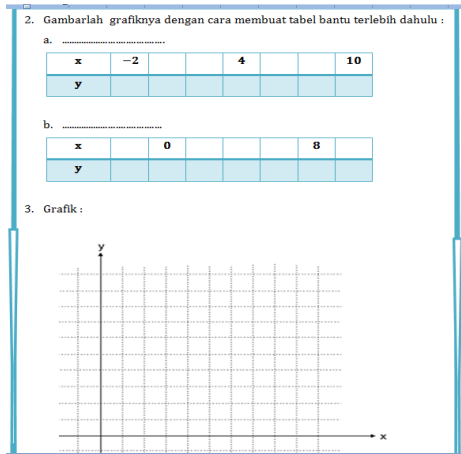 2. Gambarlah grafiknya dengan cara membuat tabel bantu terlebih dahulu :
a. ..........................................
x −2 4 10
y
b. ..........................................
x 0 8
y
3. Grafik :
y
x